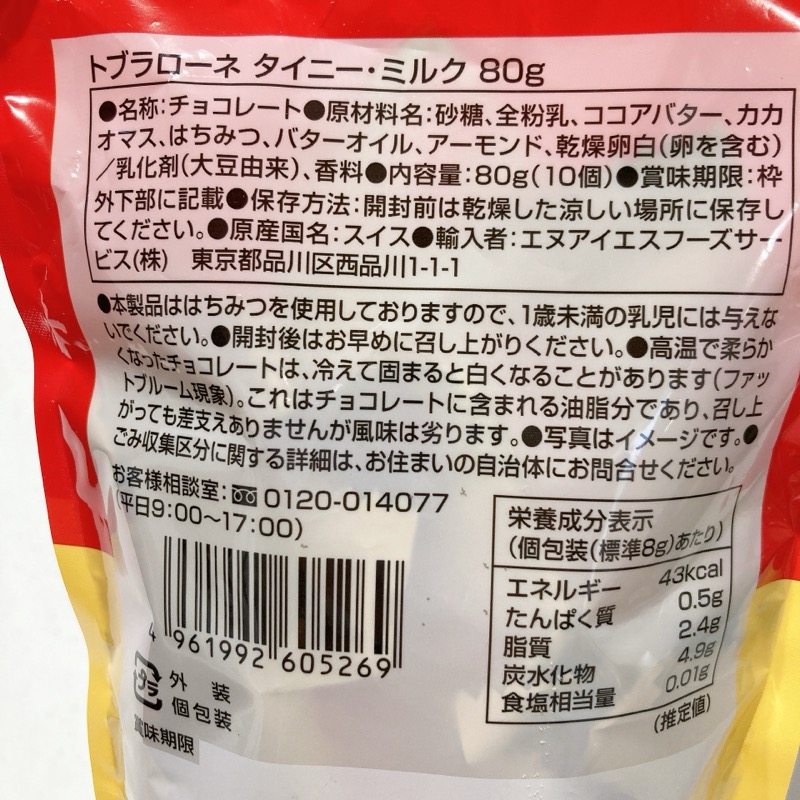 トブラローネ タイニー・ミルク 80g
●名称:チョコレート●原材料名:砂糖、全粉乳、ココアバター、カカ
オマス、はちみつ、バターオイル、アーモンド、乾燥卵白(卵を含む)
/乳化剤(大豆由来)、香料●内容量:80g(10個)●賞味期限:枠
外下部に記載●保存方法:開封前は乾燥した涼しい場所に保存し
てください。●原産国名:スイス●輸入者:エヌアイエスフーズサー
ビス(株) 東京都品川区西品川1-1-1
●本製品ははちみつを使用しておりますので、1歳未満の乳児には与えな
いでください。●開封後はお早めに召し上がりください。●高温で柔らか
くなったチョコレートは、冷えて固まると白くなることがあります(ファッ
トブルーム現象)。これはチョコレートに含まれる油脂分であり、召し上
がっても差支えありませんが風味は劣ります。●写真はイメージです。●
ごみ収集区分に関する詳細は、お住まいの自治体にお問合せください。
お客様相談室: 0120-014077
(平日9:00〜17:00)
栄養成分表示
(個包装(標準8g)あたり)
エネルギー 43kcal
たんぱく質 0.5g
脂質 2.4g
炭水化物 4.9g
食塩相当量 0.01g
(推定値)
4 961992 605269
プラ 外 装
個包装
賞味期限